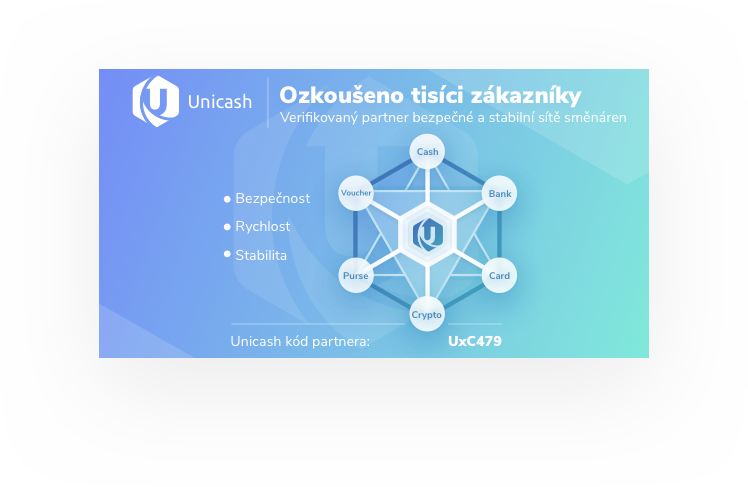 Unicash
Ozkoušeno tisíci zákazníky
Verifikovaný partner bezpečné a stabilní sítě směnáren
Cash
Voucher
Bank
Bezpečnost
Rychlost
Stabilita
Purse
Card
Crypto
Unicash kód partnera: UxC479